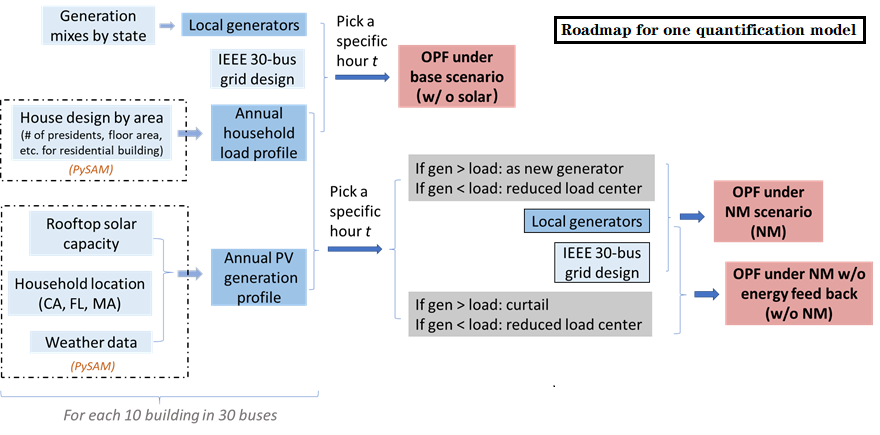 Roadmap for one quantification model
Generation
mixes by state
Local generators
IEEE 30-bus
grid design
Pick a
specific
hour t
OPF under
base scenario
(w/ o solar)
House design by area
(# of presidents, floor area,
etc. for residential building)
(PySAM)
Annual
household
load profile
Rooftop solar
capacity
Household location
(CA, FL, MA)
Weather data
(PySAM)
Annual PV
generation
profile
Pick a
specific
hour t
If gen > load: as new generator
If gen < load: reduced load center
Local generators
IEEE 30-bus
grid design
If gen > load: curtail
If gen < load: reduced load center
OPF under
NM scenario
(NM)
OPF under NM w/o
energy feed back
(w/o NM)
For each 10 building in 30 buses